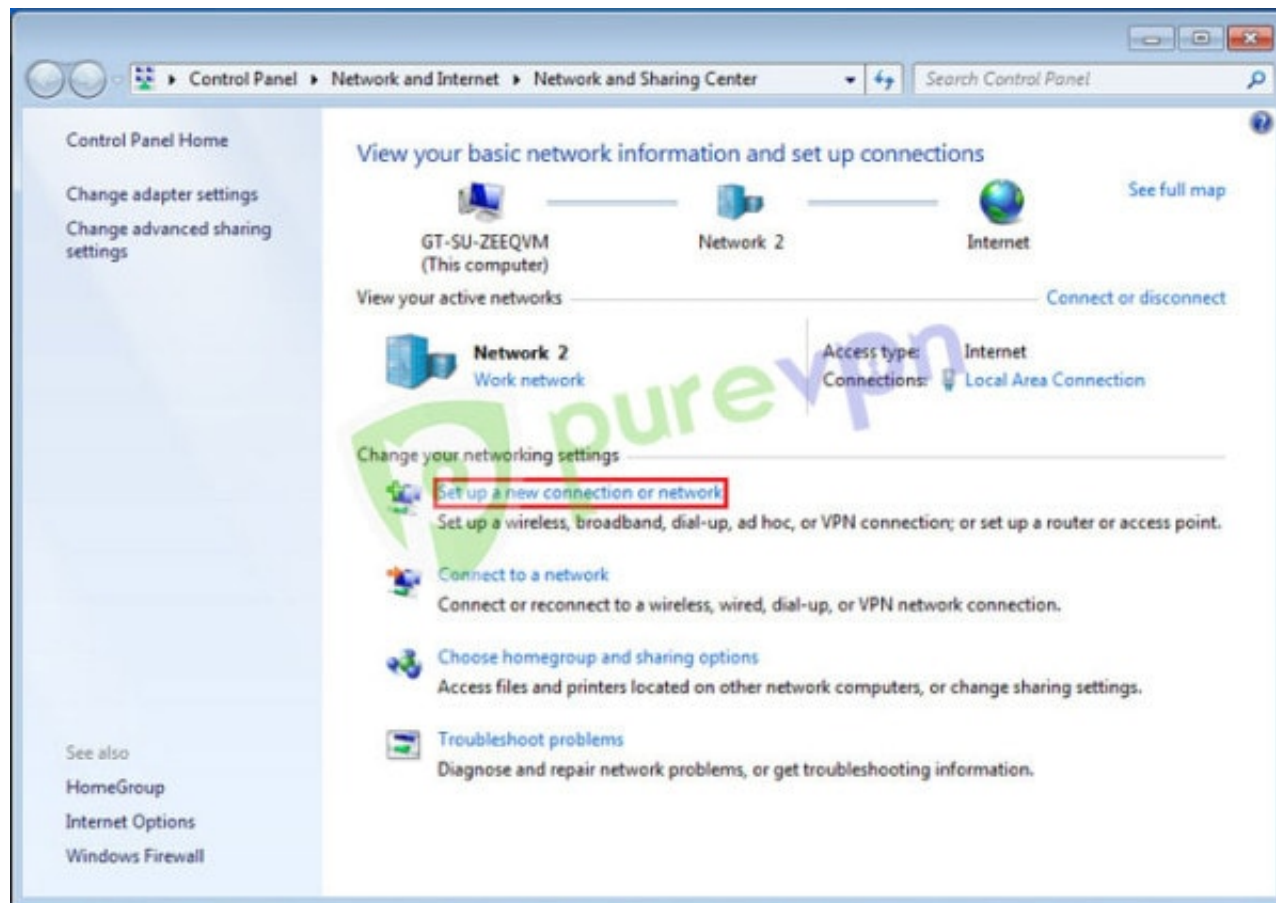 Control Panel ▸ Network and Internet ▸ Network and Sharing Center
Search Control Panel
Control Panel Home
Change adapter settings
Change advanced sharing
settings
See also
HomeGroup
Internet Options
Windows Firewall
View your basic network information and set up connections
See full map
GT-SU-ZEEQVM
(This computer)
Network 2
Internet
View your active networks
Connect or disconnect
Network 2
Work network
Access type: Internet
Connections: Local Area Connection
purevpn
Change your networking settings
Set up a new connection or network
Set up a wireless, broadband, dial-up, ad hoc, or VPN connection; or set up a router or access point.
Connect to a network
Connect or reconnect to a wireless, wired, dial-up, or VPN network connection.
Choose homegroup and sharing options
Access files and printers located on other network computers, or change sharing settings.
Troubleshoot problems
Diagnose and repair network problems, or get troubleshooting information.